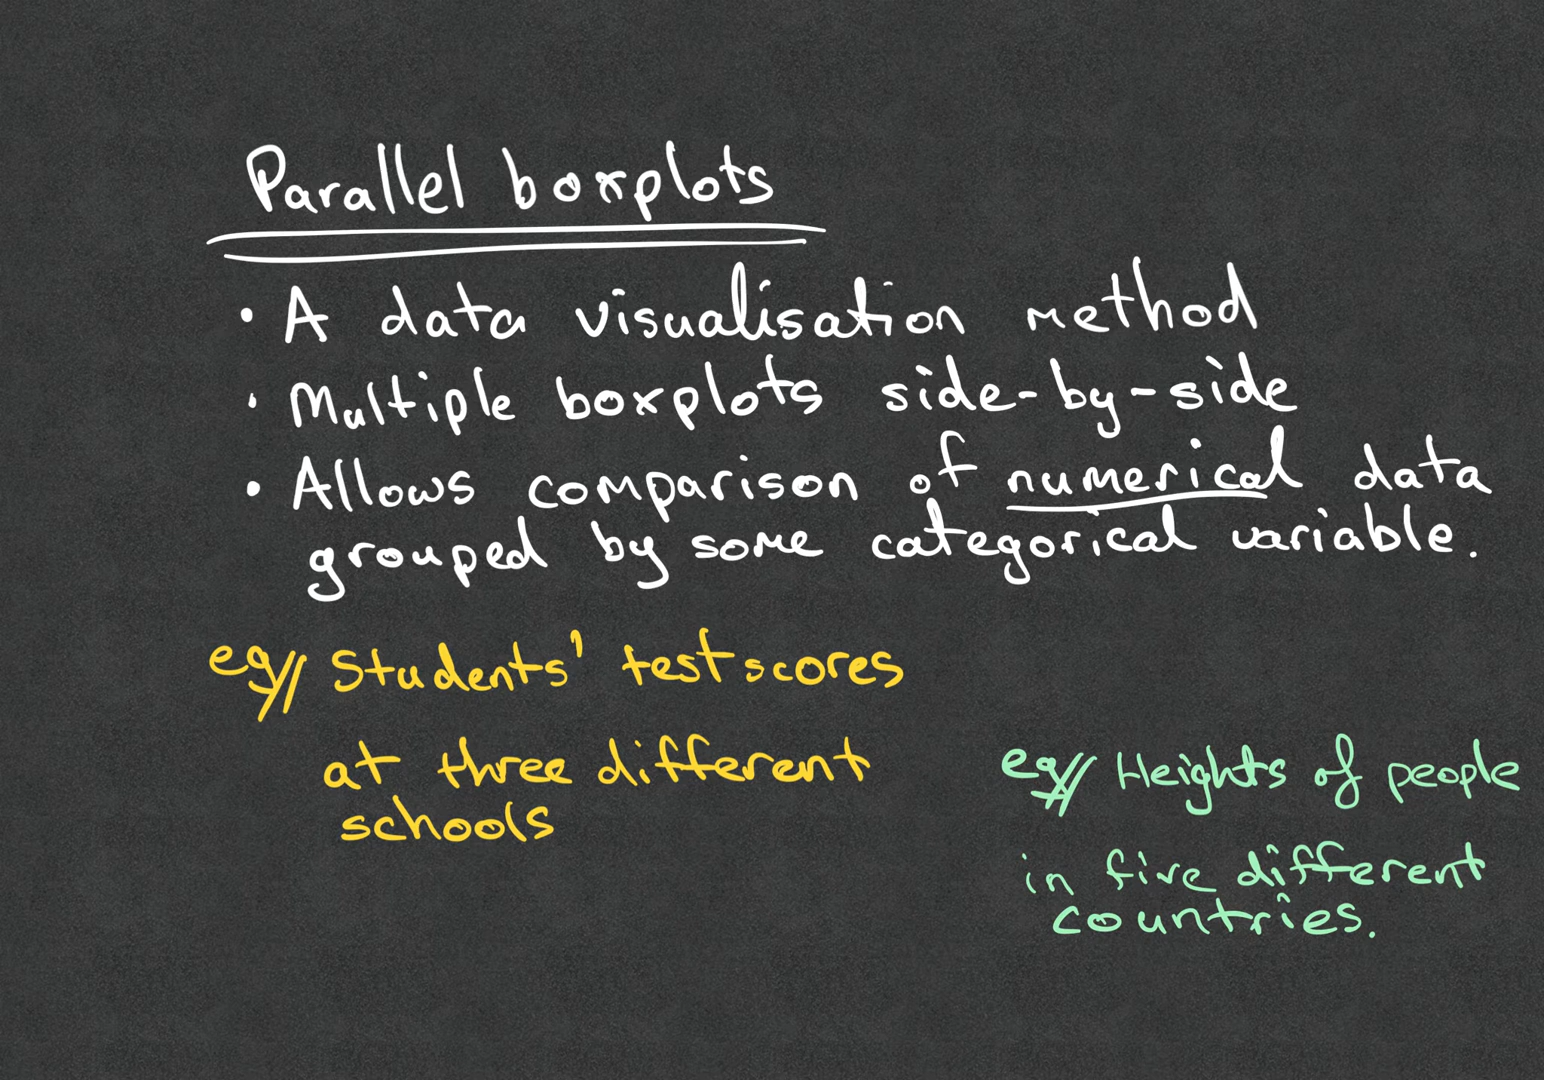 Parallel boxplots
• A data visualisation method
• Multiple boxplots side-by-side
• Allows comparison of numerical data
grouped by some categorical variable.
eg// Students' test scores
at three different
schools
eg// Heights of people
in five different
countries.